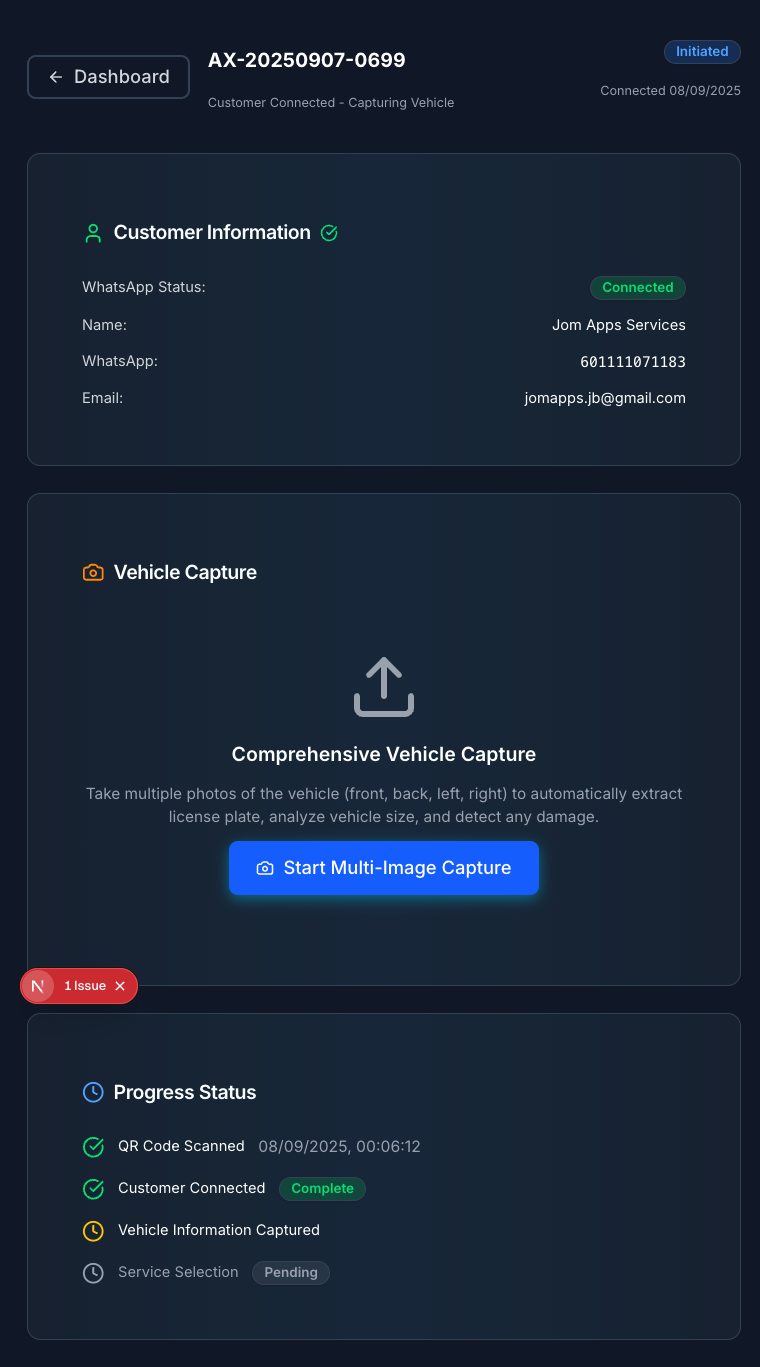 Dashboard
AX-20250907-0699
Customer Connected - Capturing Vehicle
Initiated
Connected 08/09/2025
Customer Information
WhatsApp Status:
Connected
Name:
Jom Apps Services
WhatsApp:
601111071183
Email:
jomapps.jb@gmail.com
Vehicle Capture
Comprehensive Vehicle Capture
Take multiple photos of the vehicle (front, back, left, right) to automatically extract
license plate, analyze vehicle size, and detect any damage.
Start Multi-Image Capture
N 1 Issue
Progress Status
QR Code Scanned 08/09/2025, 00:06:12
Customer Connected Complete
Vehicle Information Captured
Service Selection Pending